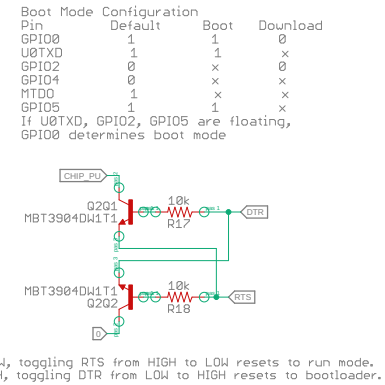 Boot Mode Configuration
Pin Default Boot Download
GPIO0 1 1 0
U0TXD 1 1 x
GPIO2 0 x 0
GPIO4 0 x x
MTDO 1 x x
GPIO5 1 1 x
If U0TXD, GPIO2, GPIO5 are floating,
GPIO0 determines boot mode
CHIP_PU
Q2Q1
MBT3904DW1T1
10k
R17
DTR
MBT3904DW1T1
Q2Q2
10k
R18
RTS
0
W, toggling RTS from HIGH to LOW resets to run mode.
H, toggling DTR from LOW to HIGH resets to bootloader.